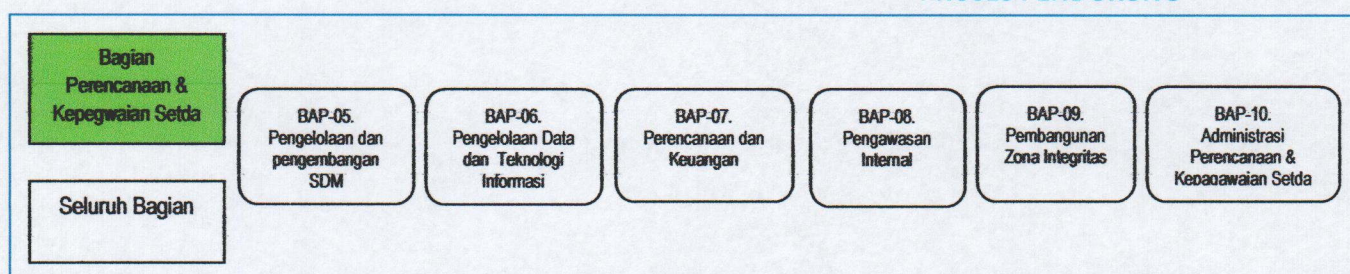 Bagian
Perencanaan &
Kepegwaian Setda
Seluruh Bagian
BAP-05.
Pengelolaan dan
pengembangan
SDM
BAP-06.
Pengelolaan Data
dan Teknologi
Informasi
BAP-07.
Perencanaan dan
Keuangan
BAP-08.
Pengawasan
Internal
BAP-09.
Pembangunan
Zona Integritas
BAP-10.
Administrasi
Perencanaan &
Kepagawaian Setda